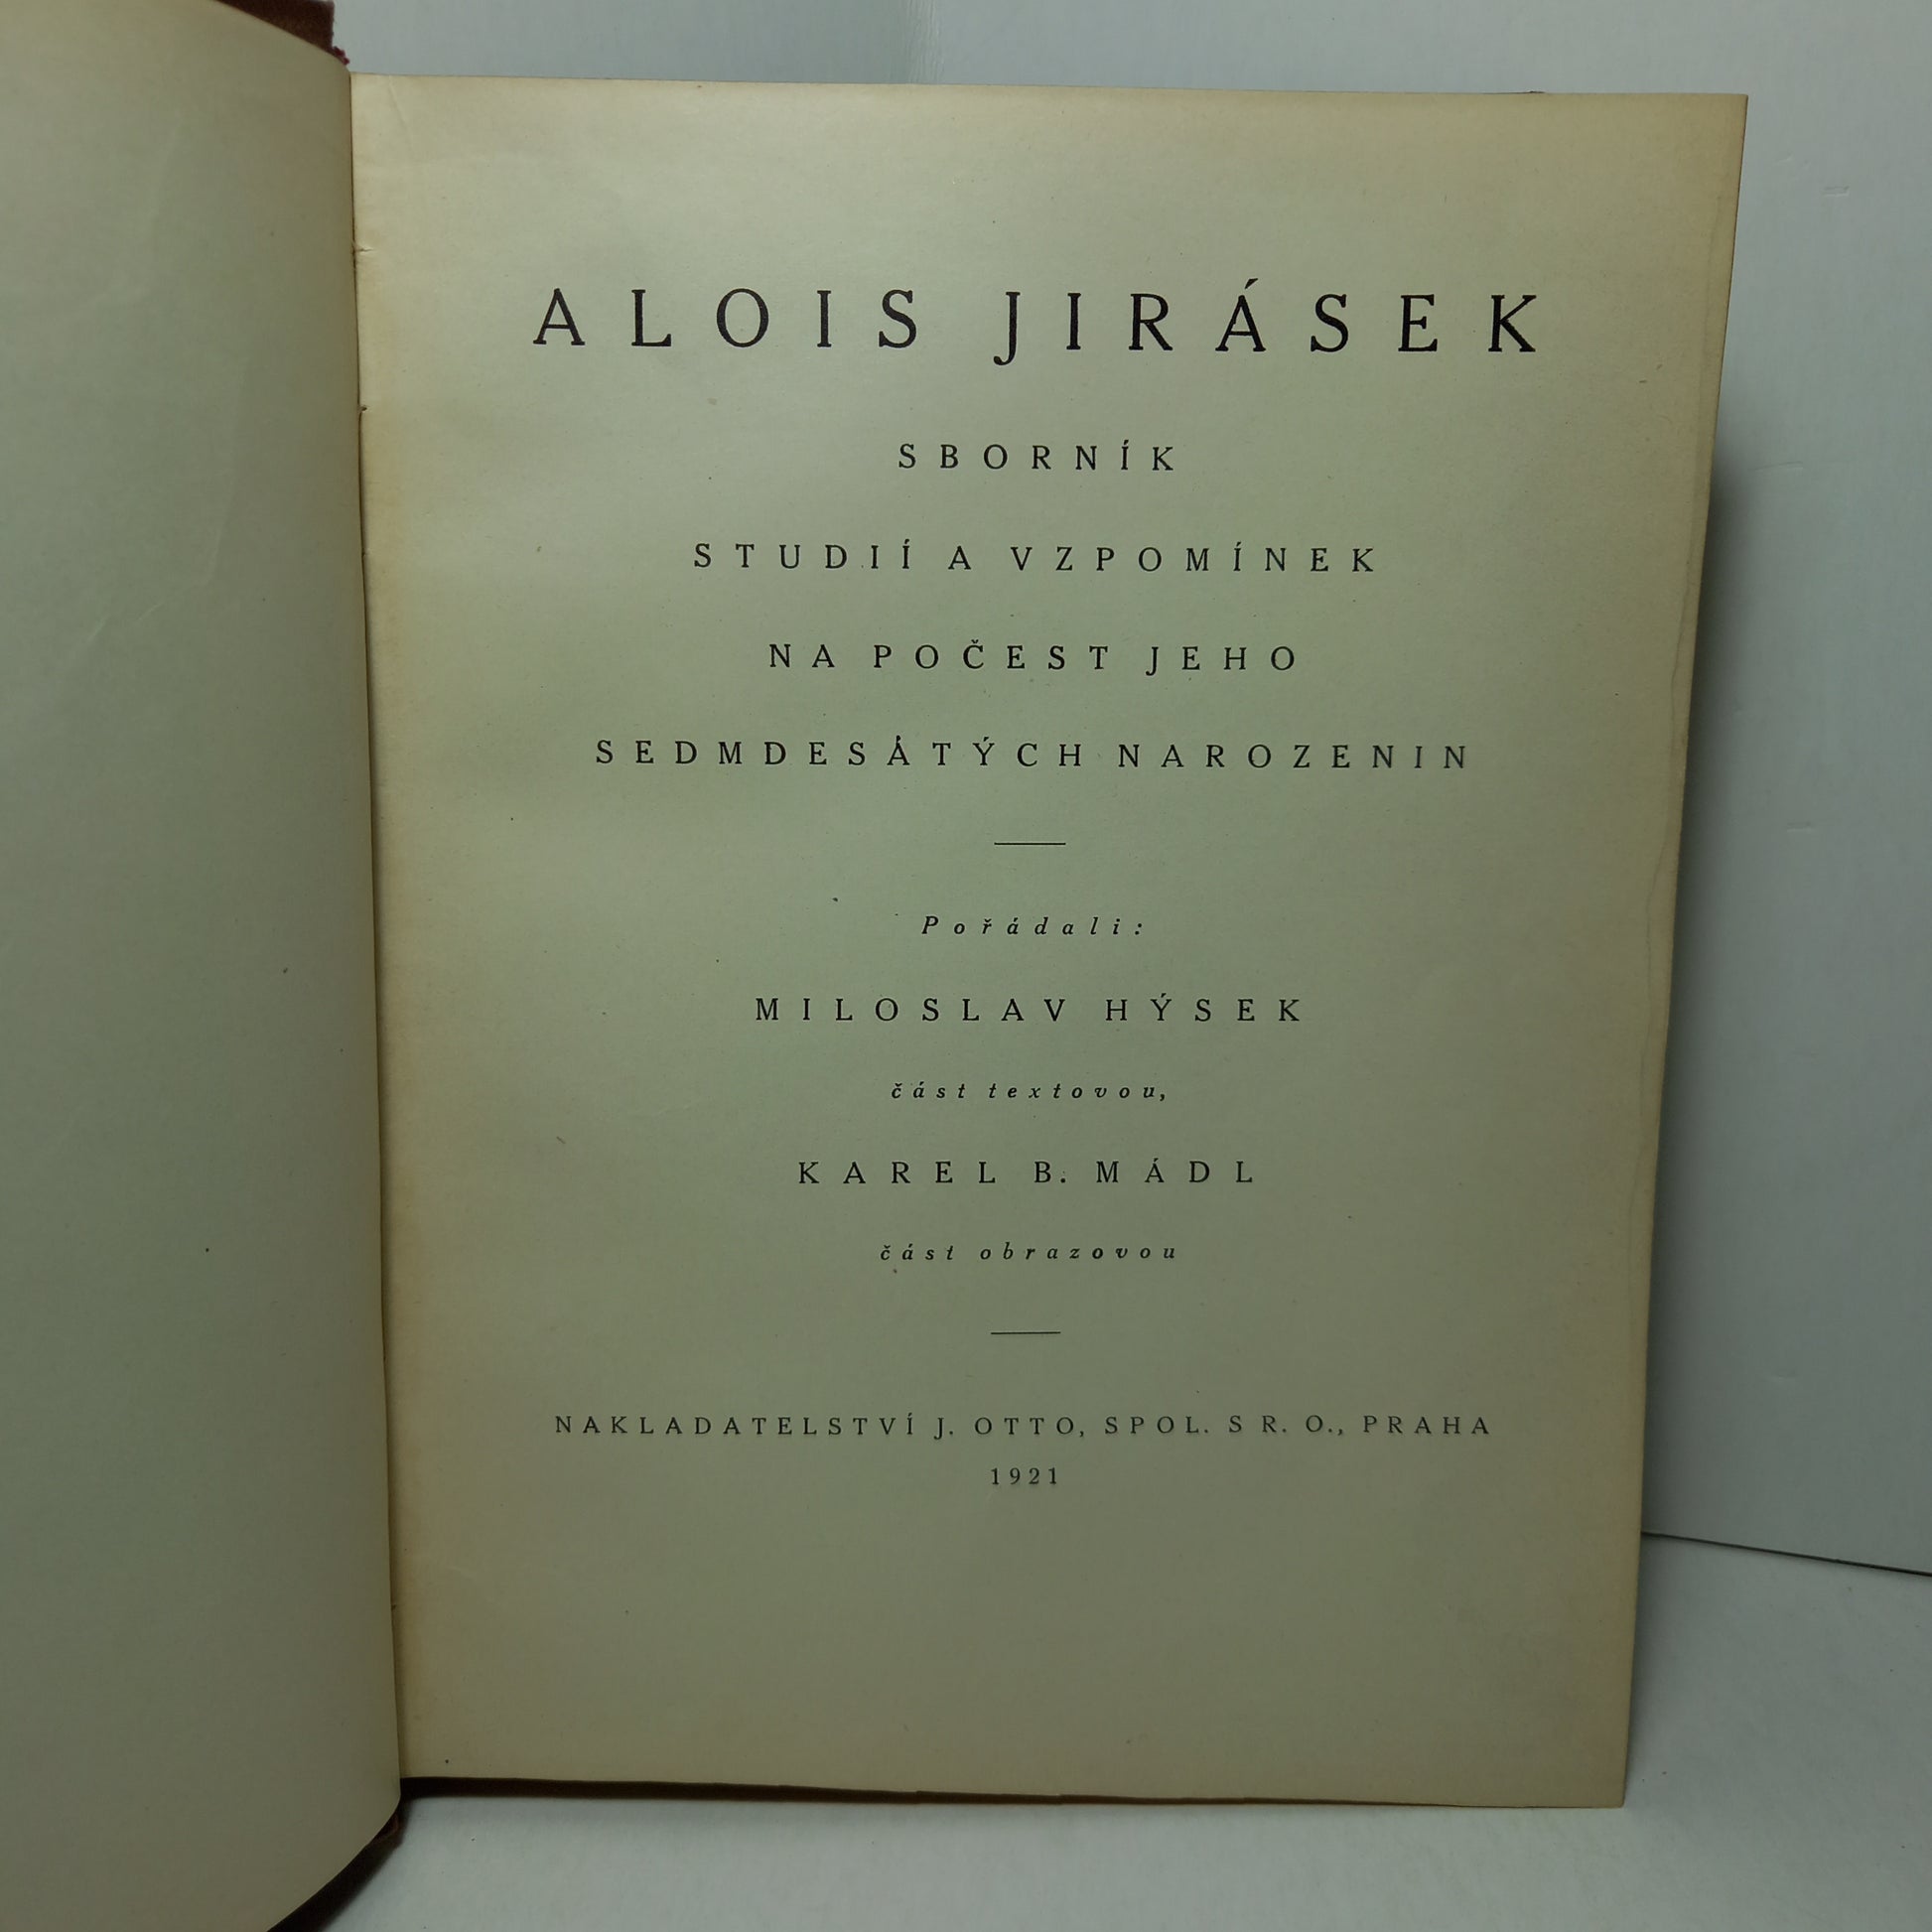 ALOIS JIRÁSEK
SBORNÍK
STUDIÍ A VZPOMÍNEK
NA POČEST JEHO
SEDMDESÁTÝCH NAROZENIN
Pořádali:
MILOSLAV HÝSEK
část textovou,
KAREL B. MÁDL
část obrazovou
NAKLADATELSTVÍ J. OTTO, SPOL. S R. O., PRAHA
1921